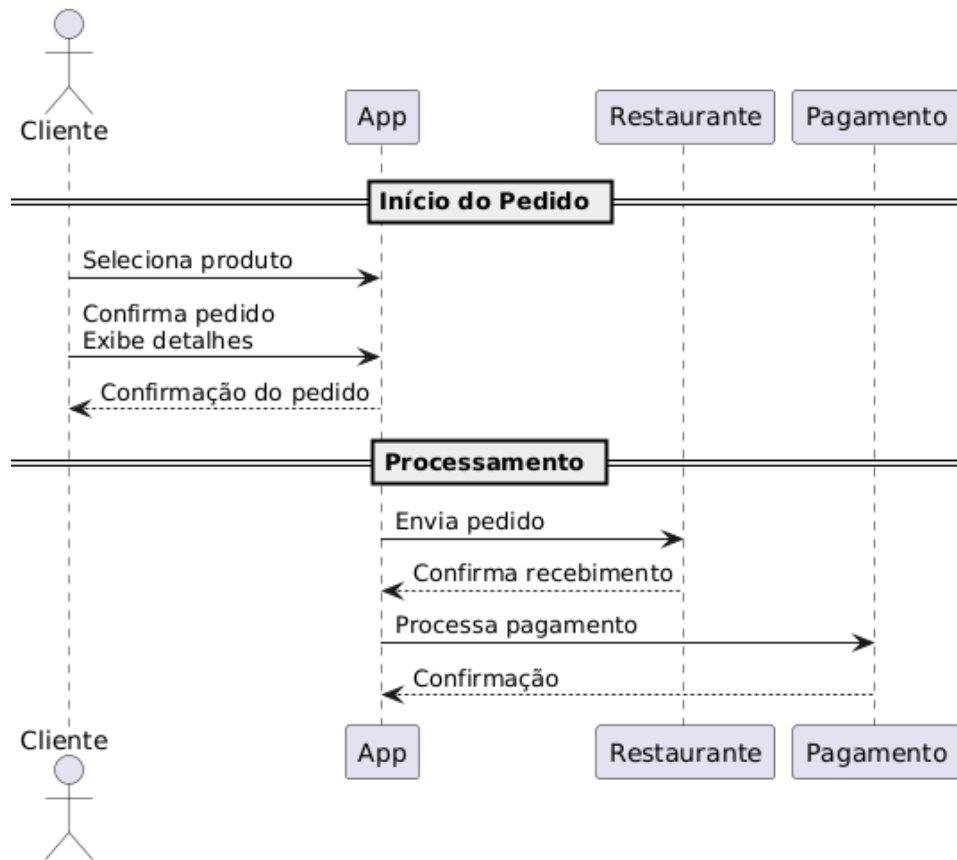 Cliente
App
Restaurante
Pagamento
Início do Pedido
Seleciona produto
Confirma pedido
Exibe detalhes
Confirmação do pedido
Processamento
Envia pedido
Confirma recebimento
Processa pagamento
Confirmação
Cliente
App
Restaurante
Pagamento